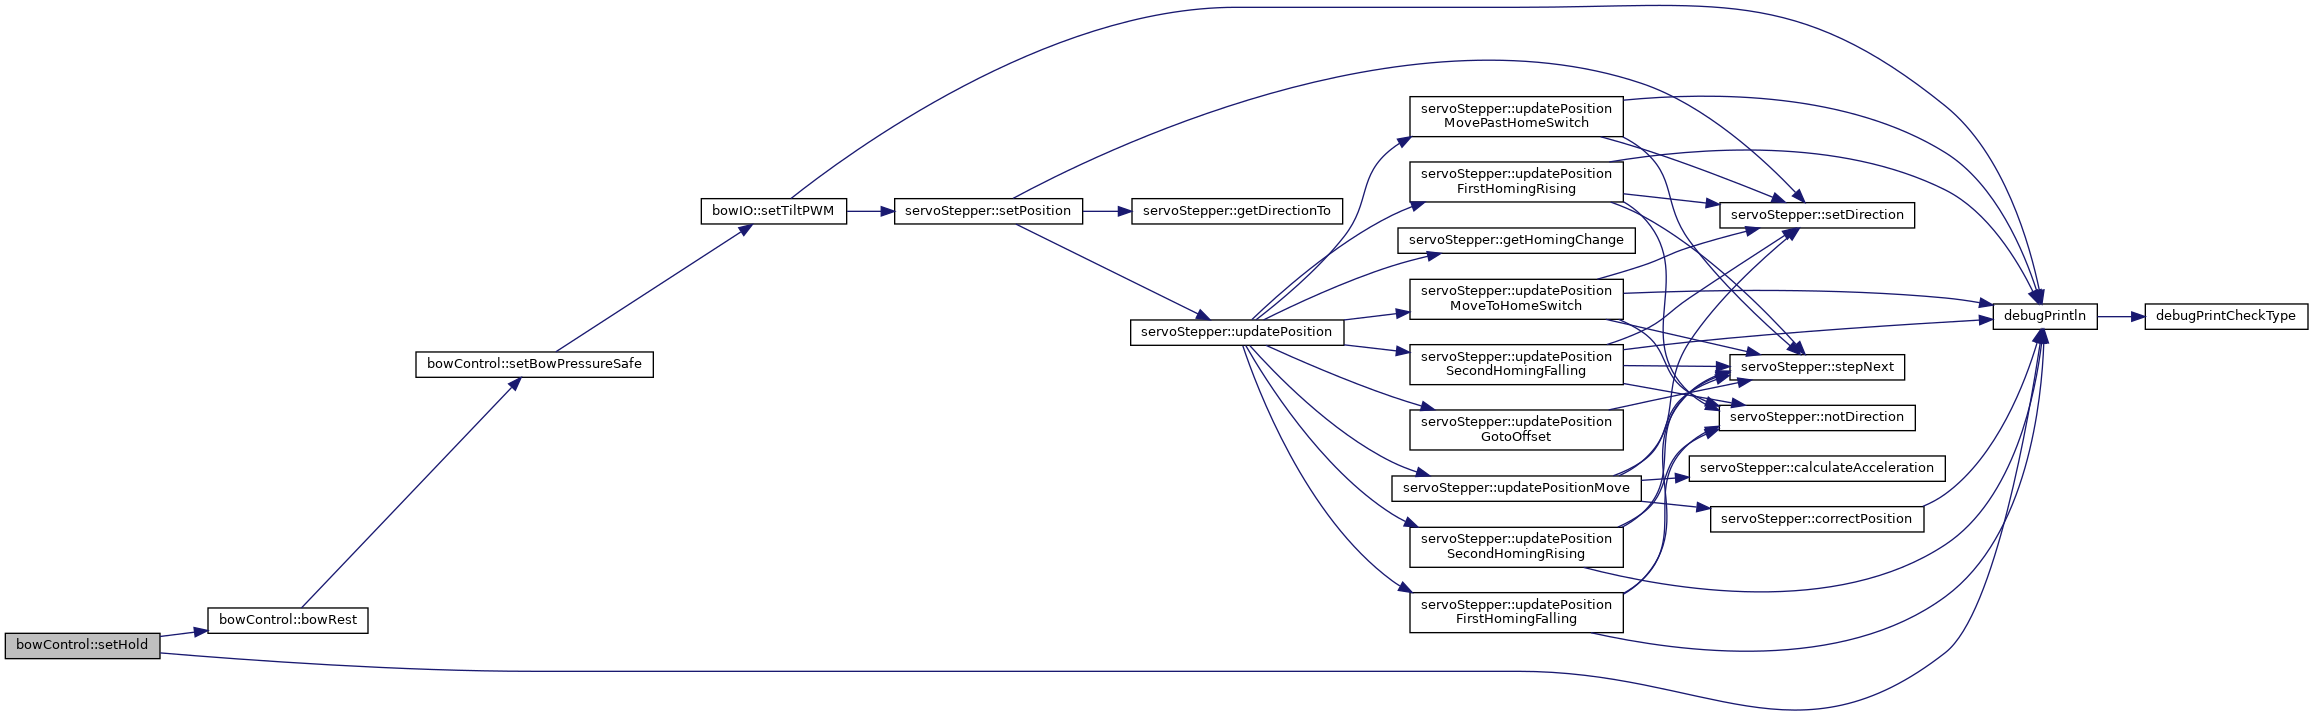 bowControl::setHold
bowControl::bowRest
bowControl::setBowPressureSafe
bowIO::setTiltPWM
servoStepper::setPosition
servoStepper::getDirectionTo
servoStepper::updatePosition
servoStepper::updatePosition
MovePastHomeSwitch
servoStepper::updatePosition
FirstHomingRising
servoStepper::getHomingChange
servoStepper::updatePosition
MoveToHomeSwitch
servoStepper::updatePosition
SecondHomingFalling
servoStepper::updatePosition
GotoOffset
servoStepper::updatePositionMove
servoStepper::updatePosition
SecondHomingRising
servoStepper::updatePosition
FirstHomingFalling
servoStepper::setDirection
servoStepper::stepNext
servoStepper::notDirection
servoStepper::calculateAcceleration
servoStepper::correctPosition
debugPrintln
debugPrintCheckType